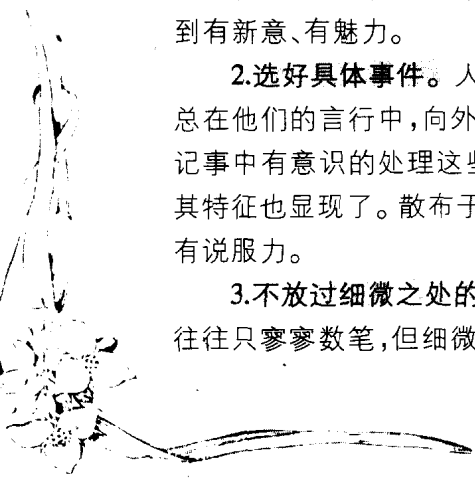 到有新意、有魅力。
2.选好具体事件。人
总在他们的言行中,向外
记事中有意识的处理这些
其特征也显现了。散布于
有说服力。
3.不放过细微之处的
往往只寥寥数笔,但细微